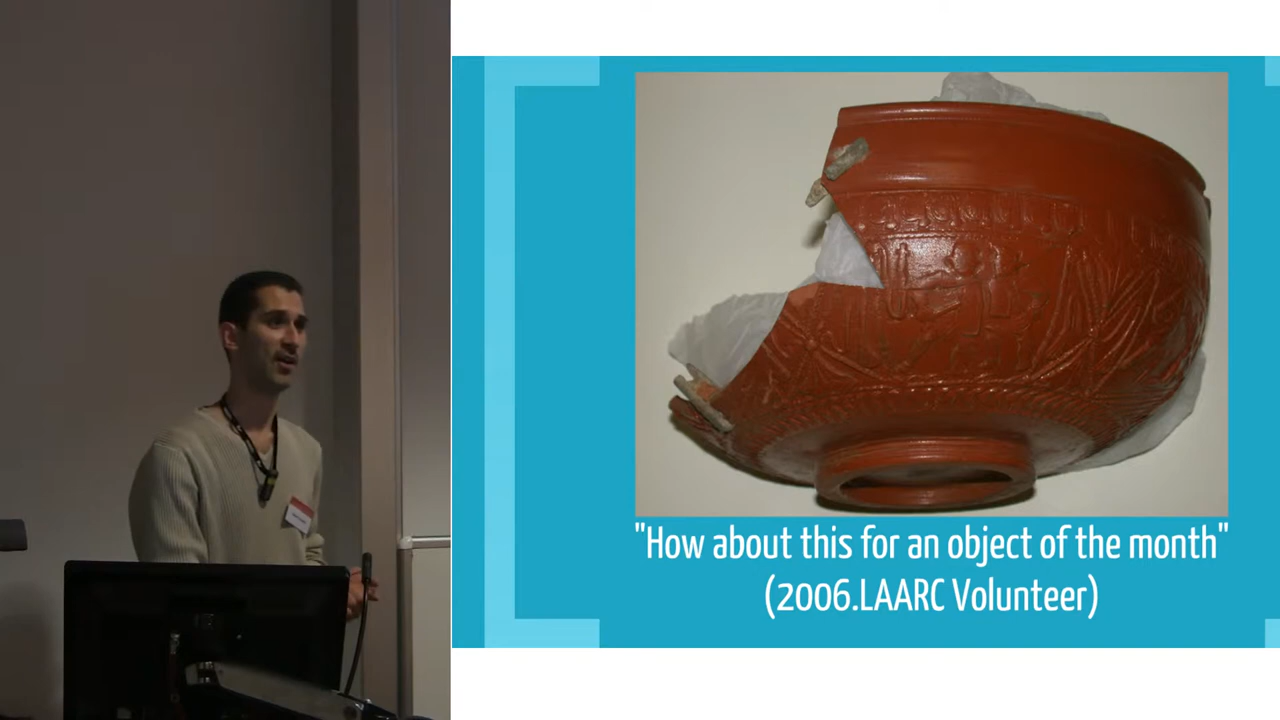 "How about this for an object of the month"
(2006.LAARC Volunteer)